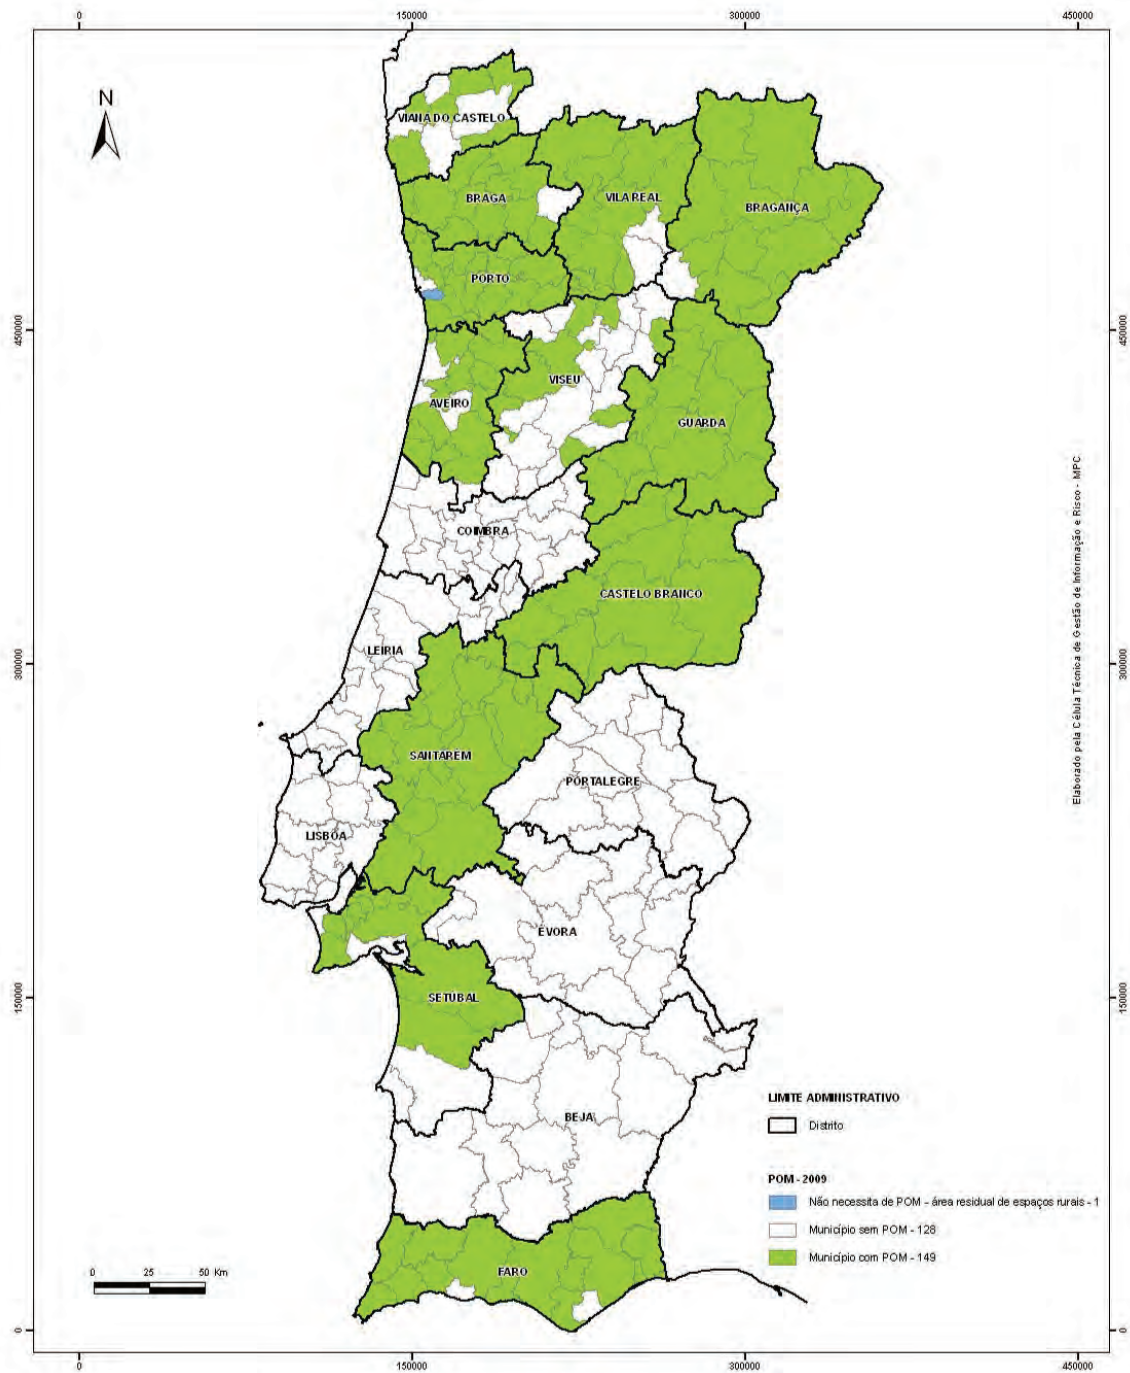 0
150000
300000
450000
N
VIANA DO CASTELO
BRAGA
VILA REAL
BRAGANÇA
PORTO
450000
450000
VISEU
AVEIRO
GUARDA
COIMBRA
CASTELO BRANCO
LEIRIA
300000
300000
SANTARÉM
PORTALEGRE
LISBOA
ÉVORA
SETÚBAL
150000
150000
BEJA
FARO
Elaborado pela Célula Técnica de Gestão de Informação e Risco - MPC
LIMITE ADMINISTRATIVO
Distrito
POM - 2009
Não necessita de POM - área residual de espaços rurais - 1
Município sem POM - 128
Município com POM - 149
0 25 50 Km
0
0
0
150000
300000
450000